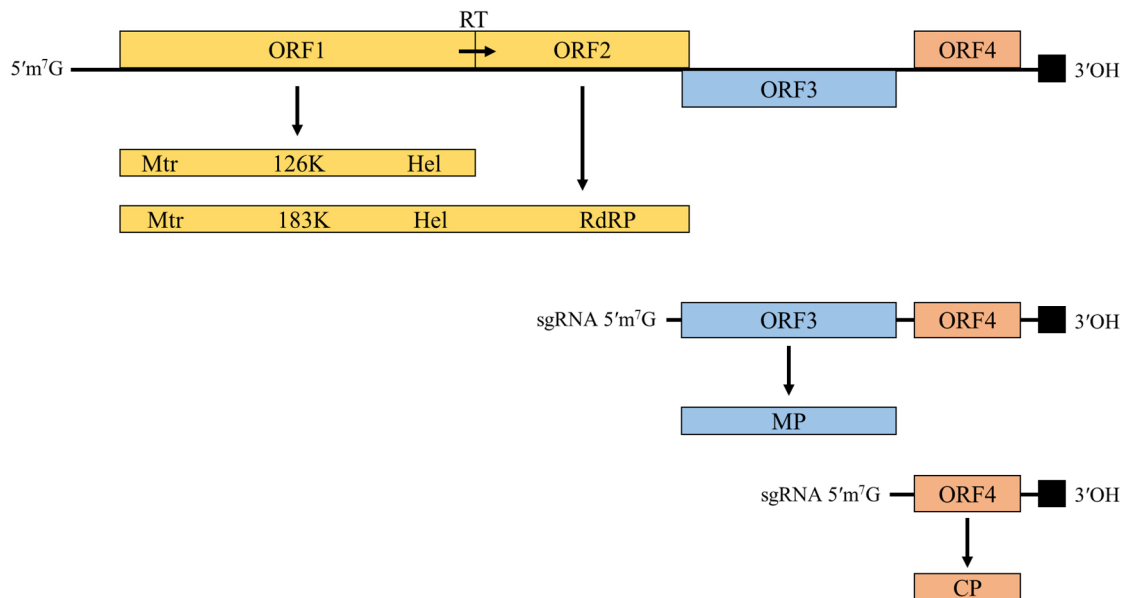 RT
ORF1 ORF2 ORF4
5′m⁷G 3′OH
ORF3
Mtr 126K Hel
Mtr 183K Hel RdRP
sgRNA 5′m⁷G ORF3 ORF4 3′OH
MP
sgRNA 5′m⁷G ORF4 3′OH
CP